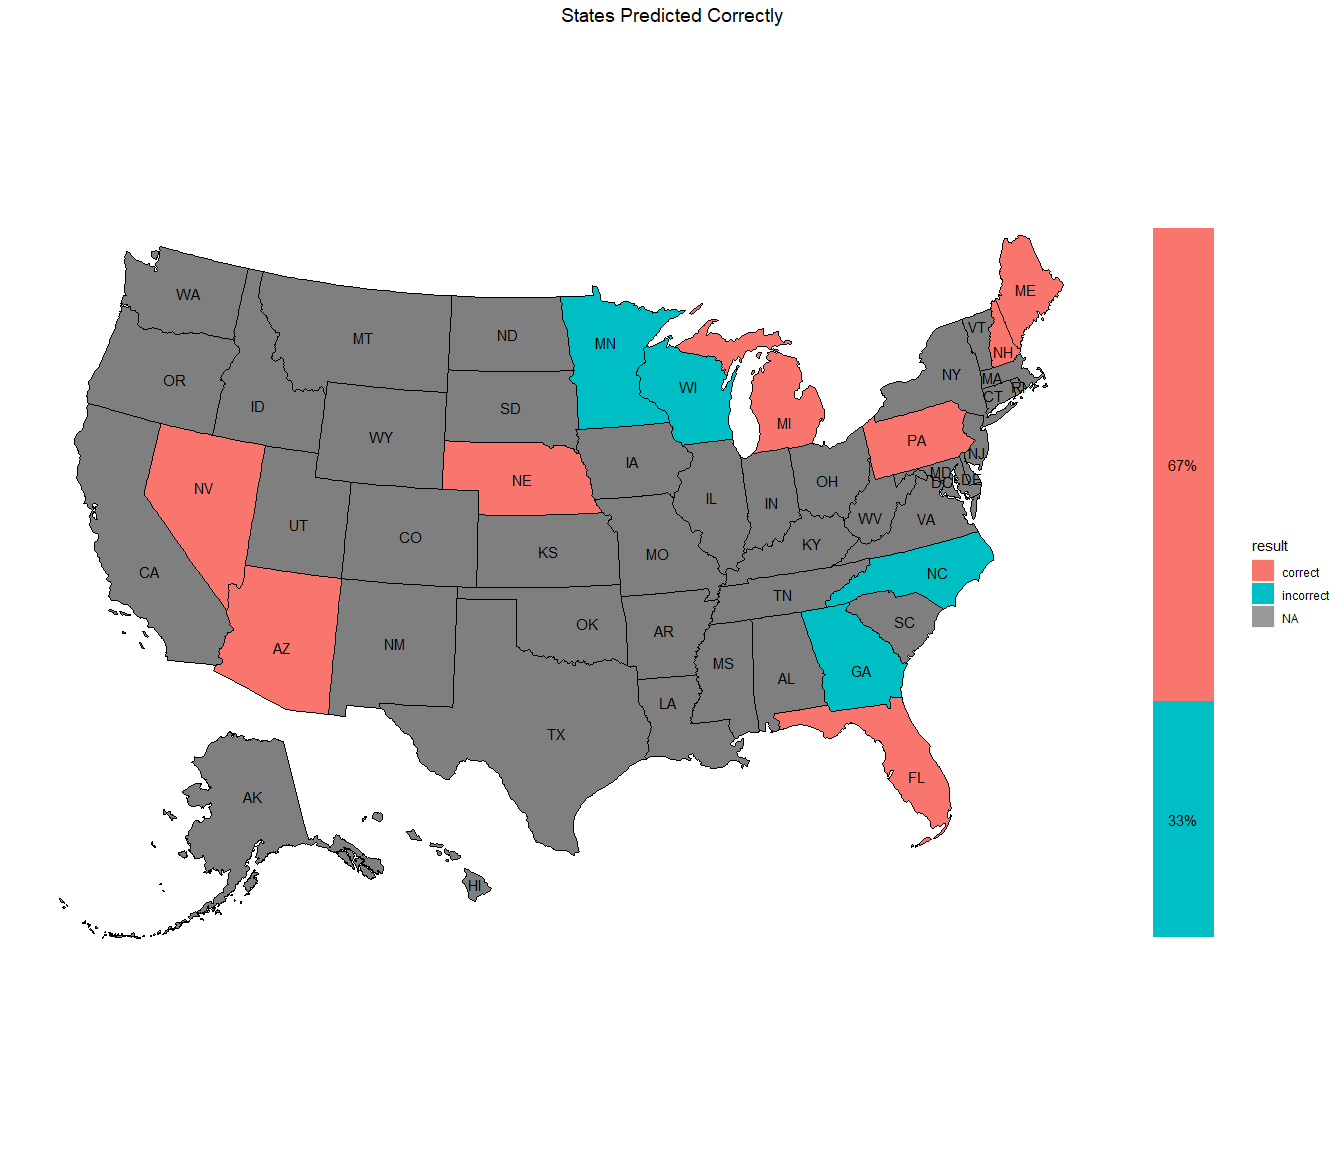 States Predicted Correctly
WA
MT
ND
MN
ME
VT
NH
OR
ID
SD
WI
NY
MA
RI
CT
WY
MI
PA
NE
IA
NJ
NV
OH
MD
DE
DC
IL
IN
UT
CO
WV
VA
KS
MO
KY
CA
NC
TN
OK
AR
SC
AZ
NM
MS
AL
GA
LA
TX
FL
AK
HI
67%
33%
result
correct
incorrect
NA